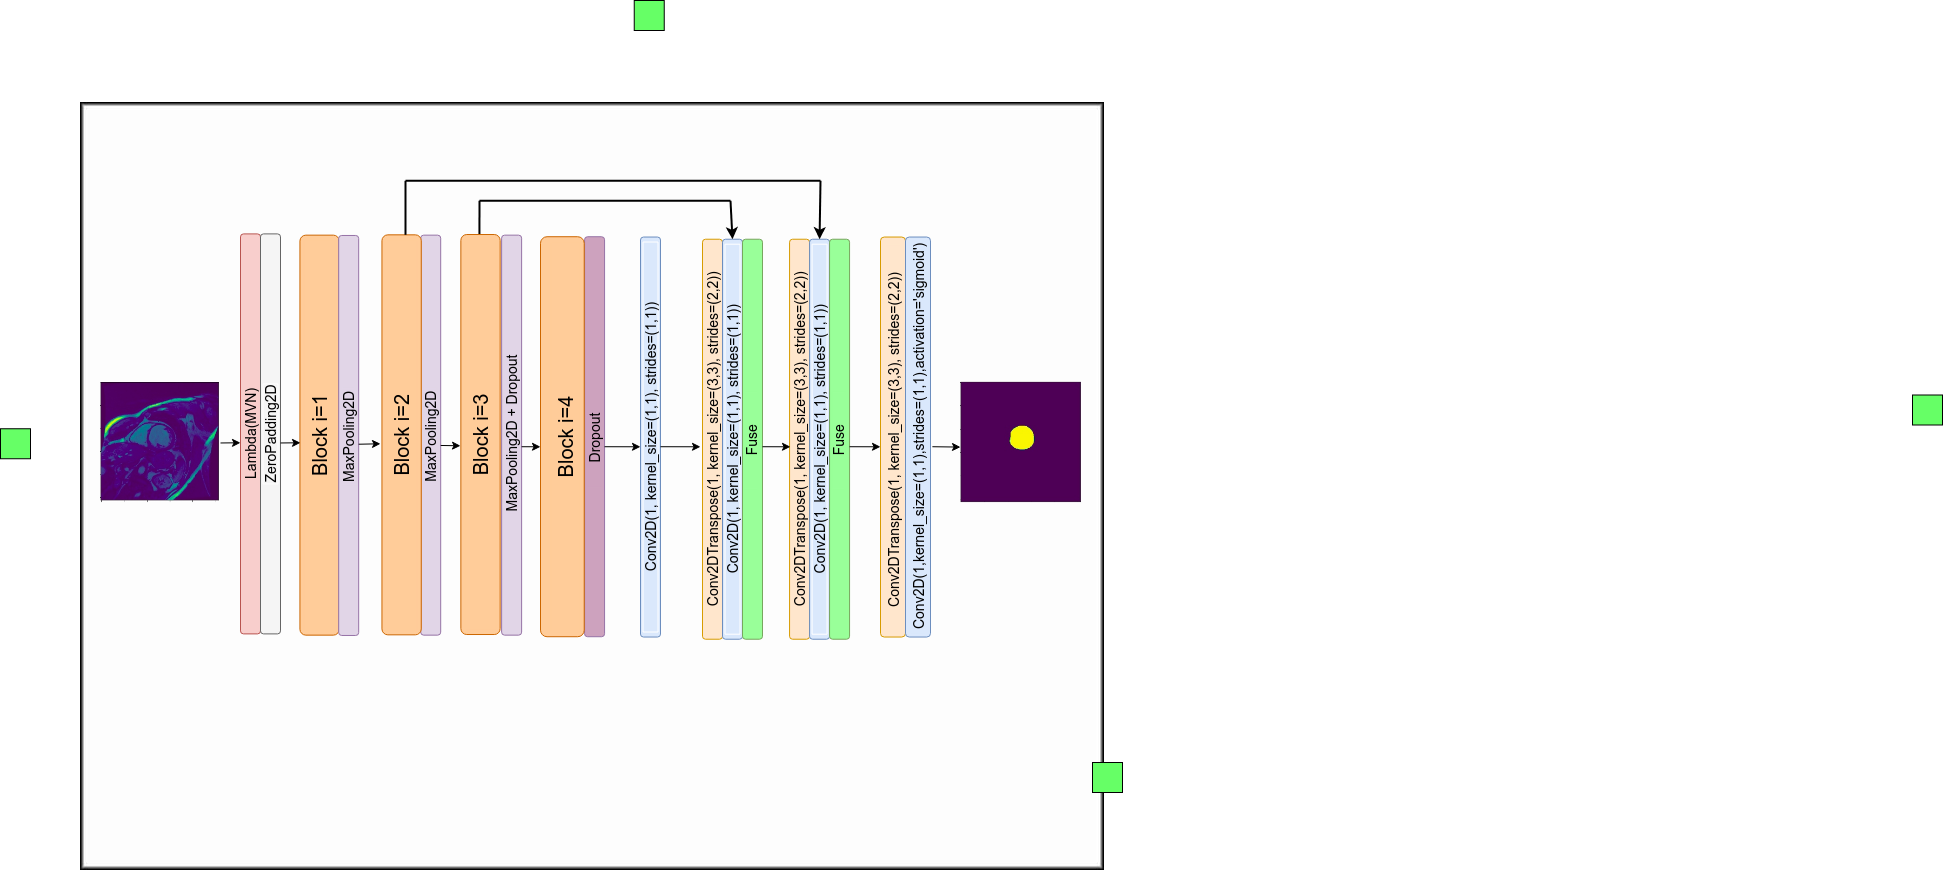 Lambda(MVN)
ZeroPadding2D
Block i=1
MaxPooling2D
Block i=2
MaxPooling2D
Block i=3
MaxPooling2D + Dropout
Block i=4
Dropout
Conv2D(1, kernel_size=(1,1), strides=(1,1))
Conv2DTranspose(1, kernel_size=(3,3), strides=(2,2))
Conv2D(1, kernel_size=(1,1), strides=(1,1))
Fuse
Conv2DTranspose(1, kernel_size=(3,3), strides=(2,2))
Conv2D(1, kernel_size=(1,1), strides=(1,1))
Fuse
Conv2DTranspose(1, kernel_size=(3,3), strides=(2,2))
Conv2D(1,kernel_size=(1,1),strides=(1,1),activation='sigmoid')